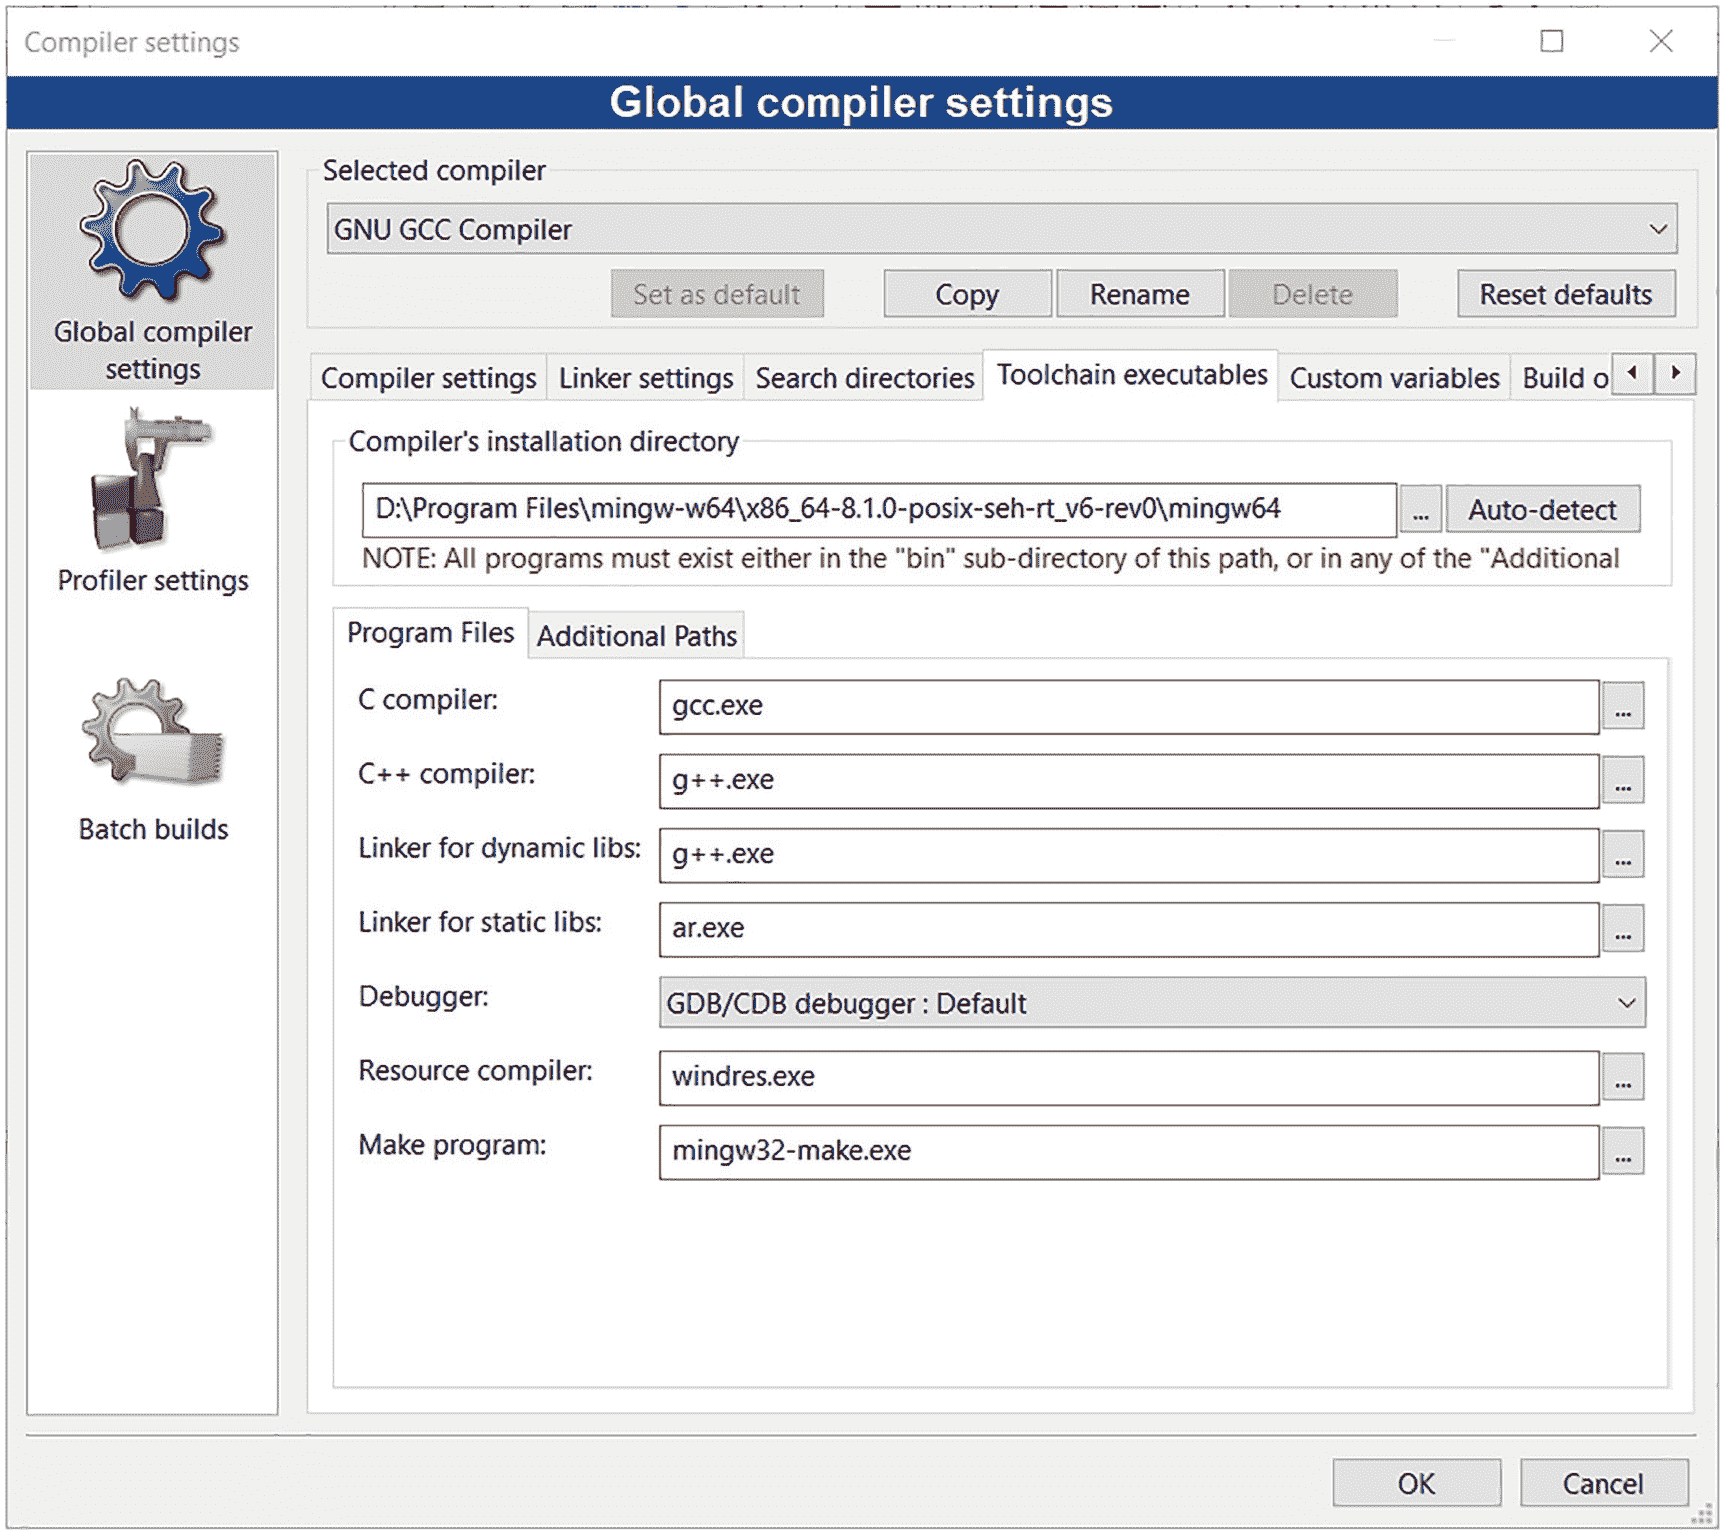 Compiler settings
Global compiler settings
Global compiler
settings
Profiler settings
Batch builds
Selected compiler
GNU GCC Compiler
Set as default Copy Rename Delete Reset defaults
Compiler settings Linker settings Search directories Toolchain executables Custom variables Build o
Compiler's installation directory
D:\Program Files\mingw-w64\x86_64-8.1.0-posix-seh-rt_v6-rev0\mingw64 ... Auto-detect
NOTE: All programs must exist either in the "bin" sub-directory of this path, or in any of the "Additional
Program Files Additional Paths
C compiler: gcc.exe ...
C++ compiler: g++.exe ...
Linker for dynamic libs: g++.exe ...
Linker for static libs: ar.exe ...
Debugger: GDB/CDB debugger : Default
Resource compiler: windres.exe ...
Make program: mingw32-make.exe ...
OK Cancel